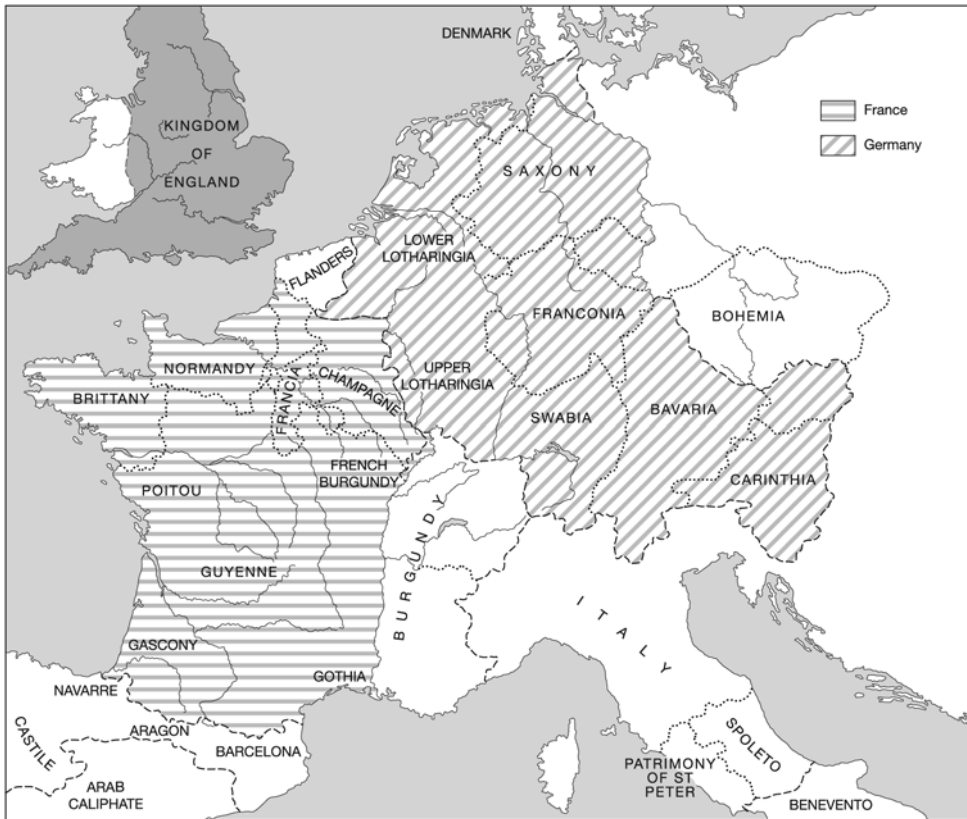 DENMARK
France
Germany
KINGDOM
OF
ENGLAND
SAXONY
LOWER
LOTHARINGIA
FLANDERS
FRANCONIA
BOHEMIA
NORMANDY
FRANCIA
CHAMPAGNE
UPPER
LOTHARINGIA
BRITTANY
SWABIA
BAVARIA
FRENCH
BURGUNDY
POITOU
CARINTHIA
BURGUNDY
GUYENNE
ITALY
GASCONY
GOTHIA
NAVARRE
ARAGON
BARCELONA
CASTILE
ARAB
CALIPHATE
SPOLETO
PATRIMONY
OF ST
PETER
BENEVENTO